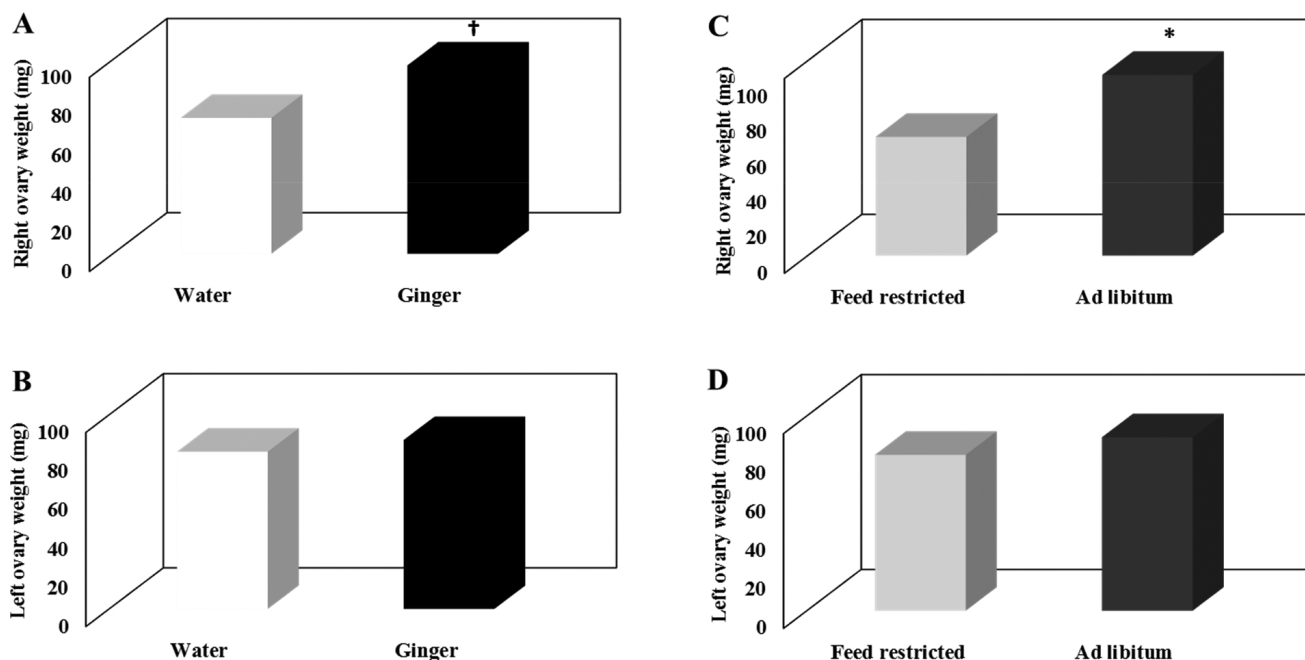 A
Right ovary weight (mg)
100
80
60
40
20
0
†
Water
Ginger
C
Right ovary weight (mg)
100
80
60
40
20
0
*
Feed restricted
Ad libitum
B
Left ovary weight (mg)
100
80
60
40
20
0
Water
Ginger
D
Left ovary weight (mg)
100
80
60
40
20
0
Feed restricted
Ad libitum